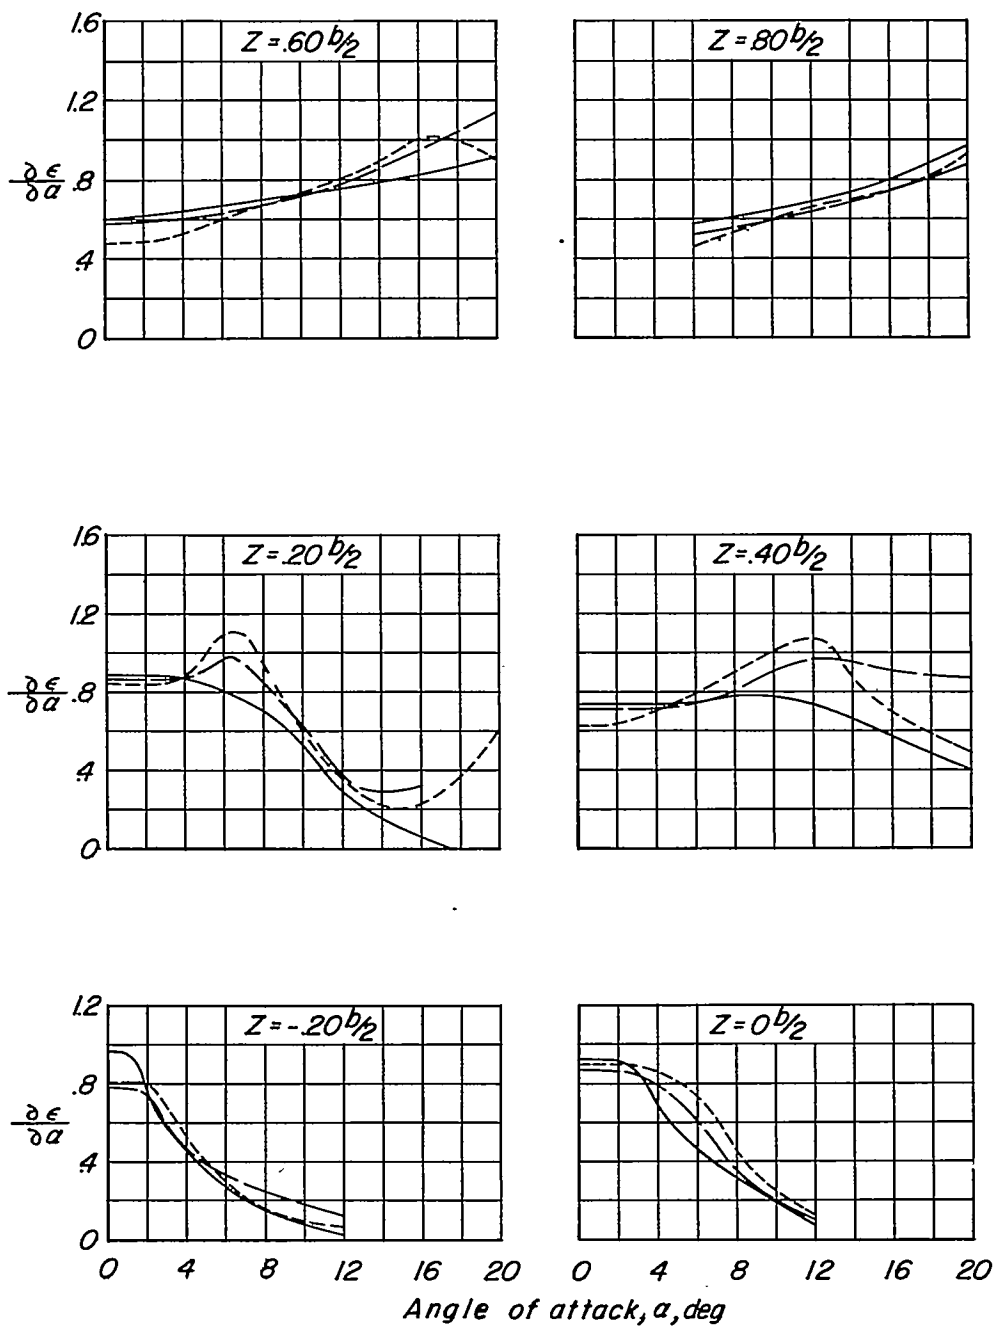 1.6
Z = .60 b/2
Z = .80 b/2
1.2
∂ε/∂α .8
.4
0
1.6
Z = .20 b/2
Z = .40 b/2
1.2
∂ε/∂α .8
.4
0
1.2
Z = -.20 b/2
Z = 0 b/2
.8
∂ε/∂α
.4
0
0 4 8 12 16 20
0 4 8 12 16 20
Angle of attack, α, deg